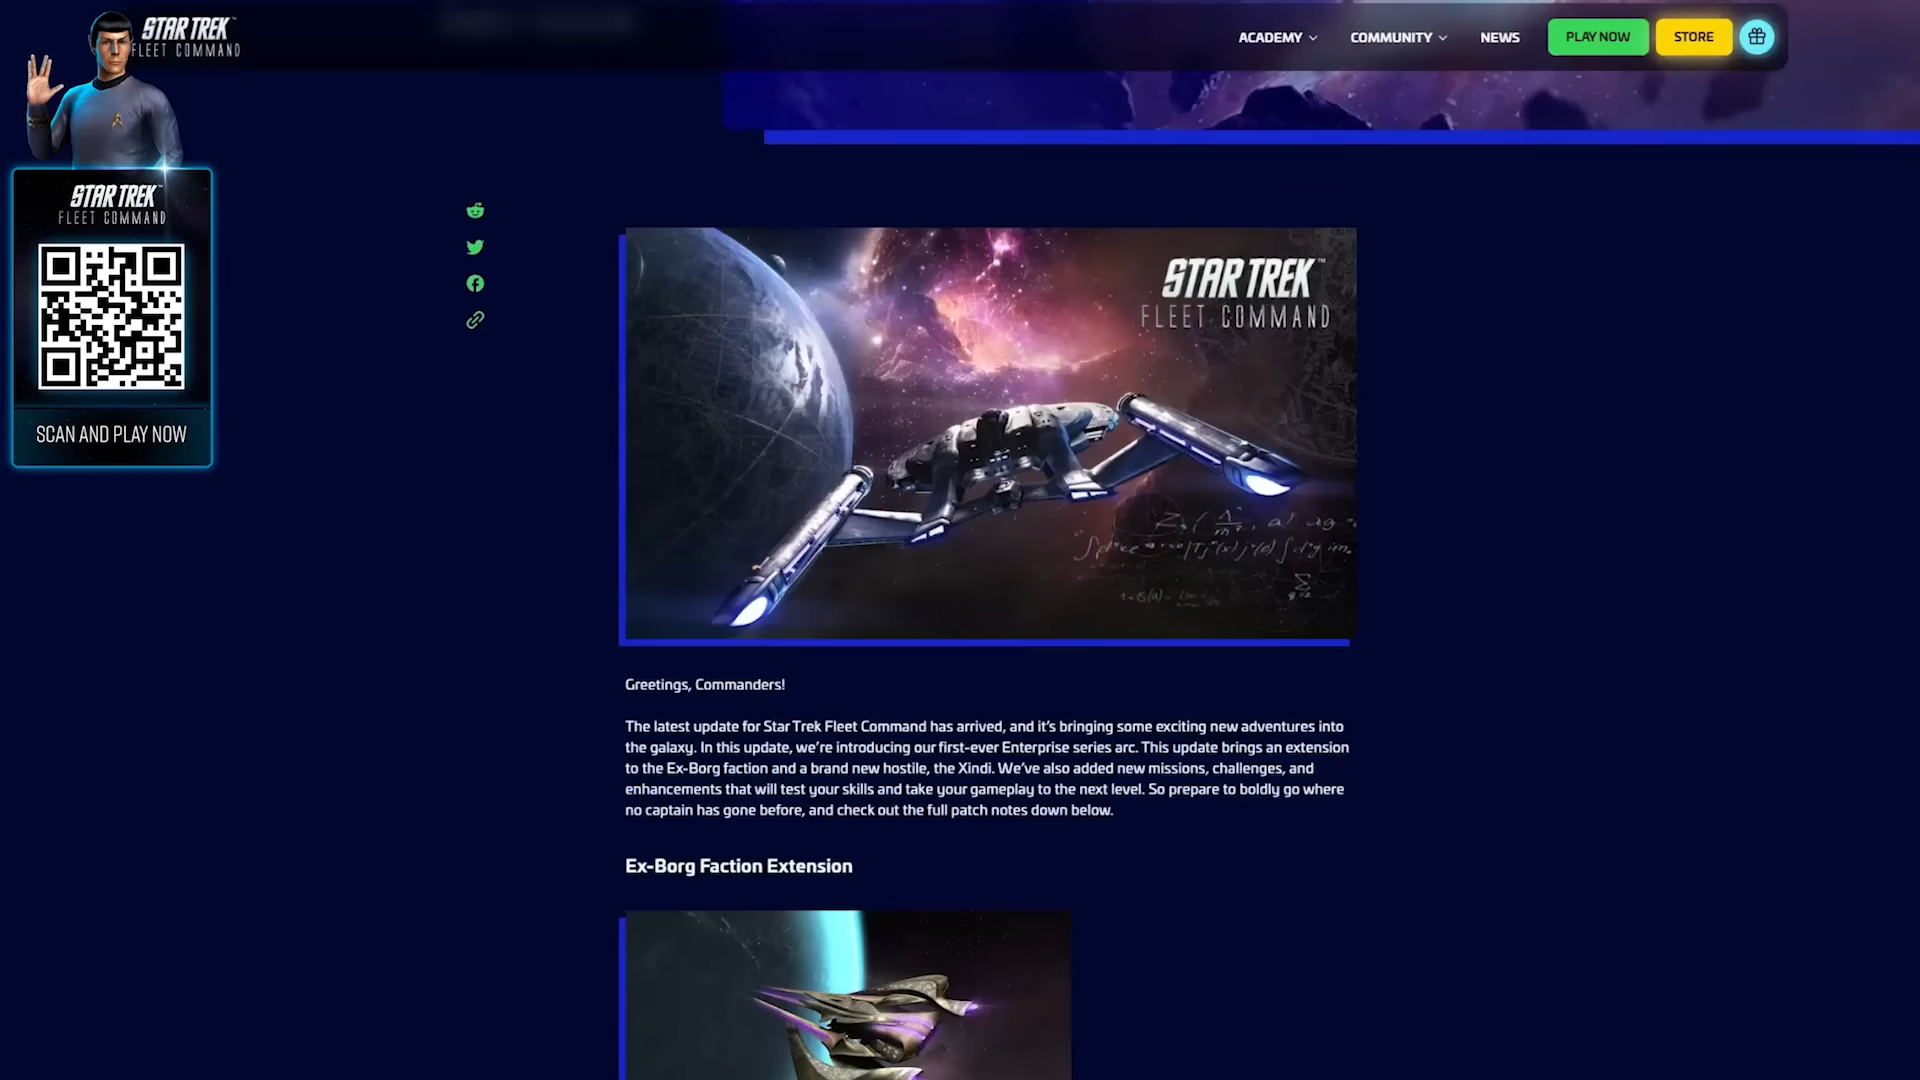 STAR TREK™
FLEET COMMAND
ACADEMY
COMMUNITY
NEWS
PLAY NOW
STORE
STAR TREK™
FLEET COMMAND
SCAN AND PLAY NOW
STAR TREK™
FLEET COMMAND
Greetings, Commanders!
The latest update for Star Trek Fleet Command has arrived, and it’s bringing some exciting new adventures into
the galaxy. In this update, we’re introducing our first-ever Enterprise series arc. This update brings an extension
to the Ex-Borg faction and a brand new hostile, the Xindi. We’ve also added new missions, challenges, and
enhancements that will test your skills and take your gameplay to the next level. So prepare to boldly go where
no captain has gone before, and check out the full patch notes down below.
Ex-Borg Faction Extension